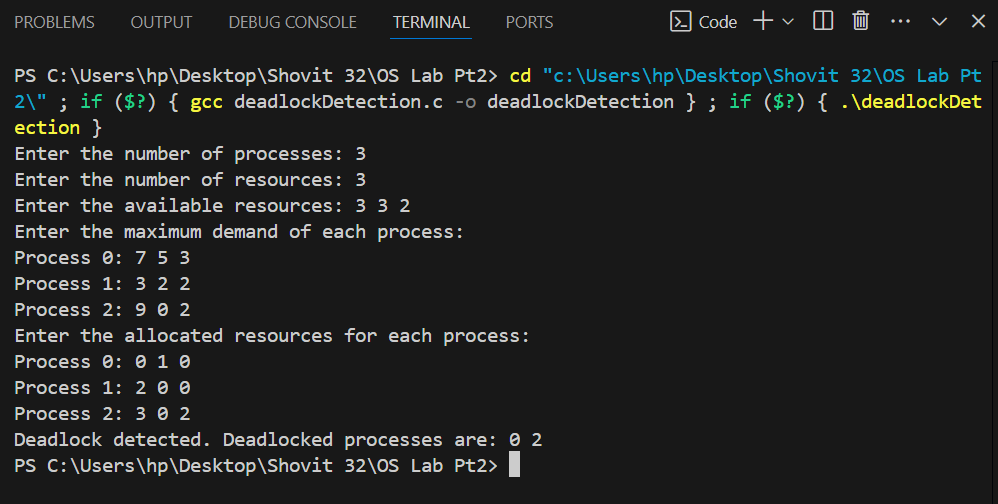 PROBLEMS OUTPUT DEBUG CONSOLE TERMINAL PORTS Code
PS C:\Users\hp\Desktop\Shovit 32\OS Lab Pt2> cd "c:\Users\hp\Desktop\Shovit 32\OS Lab Pt
2\" ; if ($?) { gcc deadlockDetection.c -o deadlockDetection } ; if ($?) { .\deadlockDet
ection }
Enter the number of processes: 3
Enter the number of resources: 3
Enter the available resources: 3 3 2
Enter the maximum demand of each process:
Process 0: 7 5 3
Process 1: 3 2 2
Process 2: 9 0 2
Enter the allocated resources for each process:
Process 0: 0 1 0
Process 1: 2 0 0
Process 2: 3 0 2
Deadlock detected. Deadlocked processes are: 0 2
PS C:\Users\hp\Desktop\Shovit 32\OS Lab Pt2>